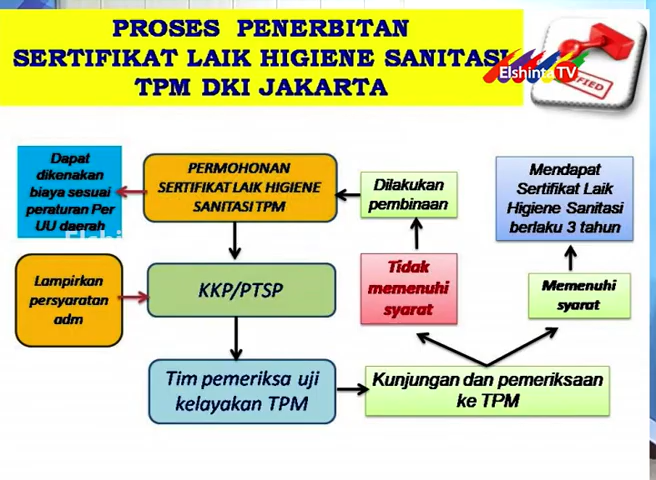 PROSES PENERBITAN
SERTIFIKAT LAIK HIGIENE SANITASI
TPM DKI JAKARTA
Elshinta TV
Dapat
dikenakan
biaya sesuai
peraturan Per
UU daerah
PERMOHONAN
SERTIFIKAT LAIK HIGIENE
SANITASI TPM
Dilakukan
pembinaan
Mendapat
Sertifikat Laik
Higiene Sanitasi
berlaku 3 tahun
Lampirkan
persyaratan
adm
KKP/PTSP
Tidak
memenuhi
syarat
Memenuhi
syarat
Tim pemeriksa uji
kelayakan TPM
Kunjungan dan pemeriksaan
ke TPM